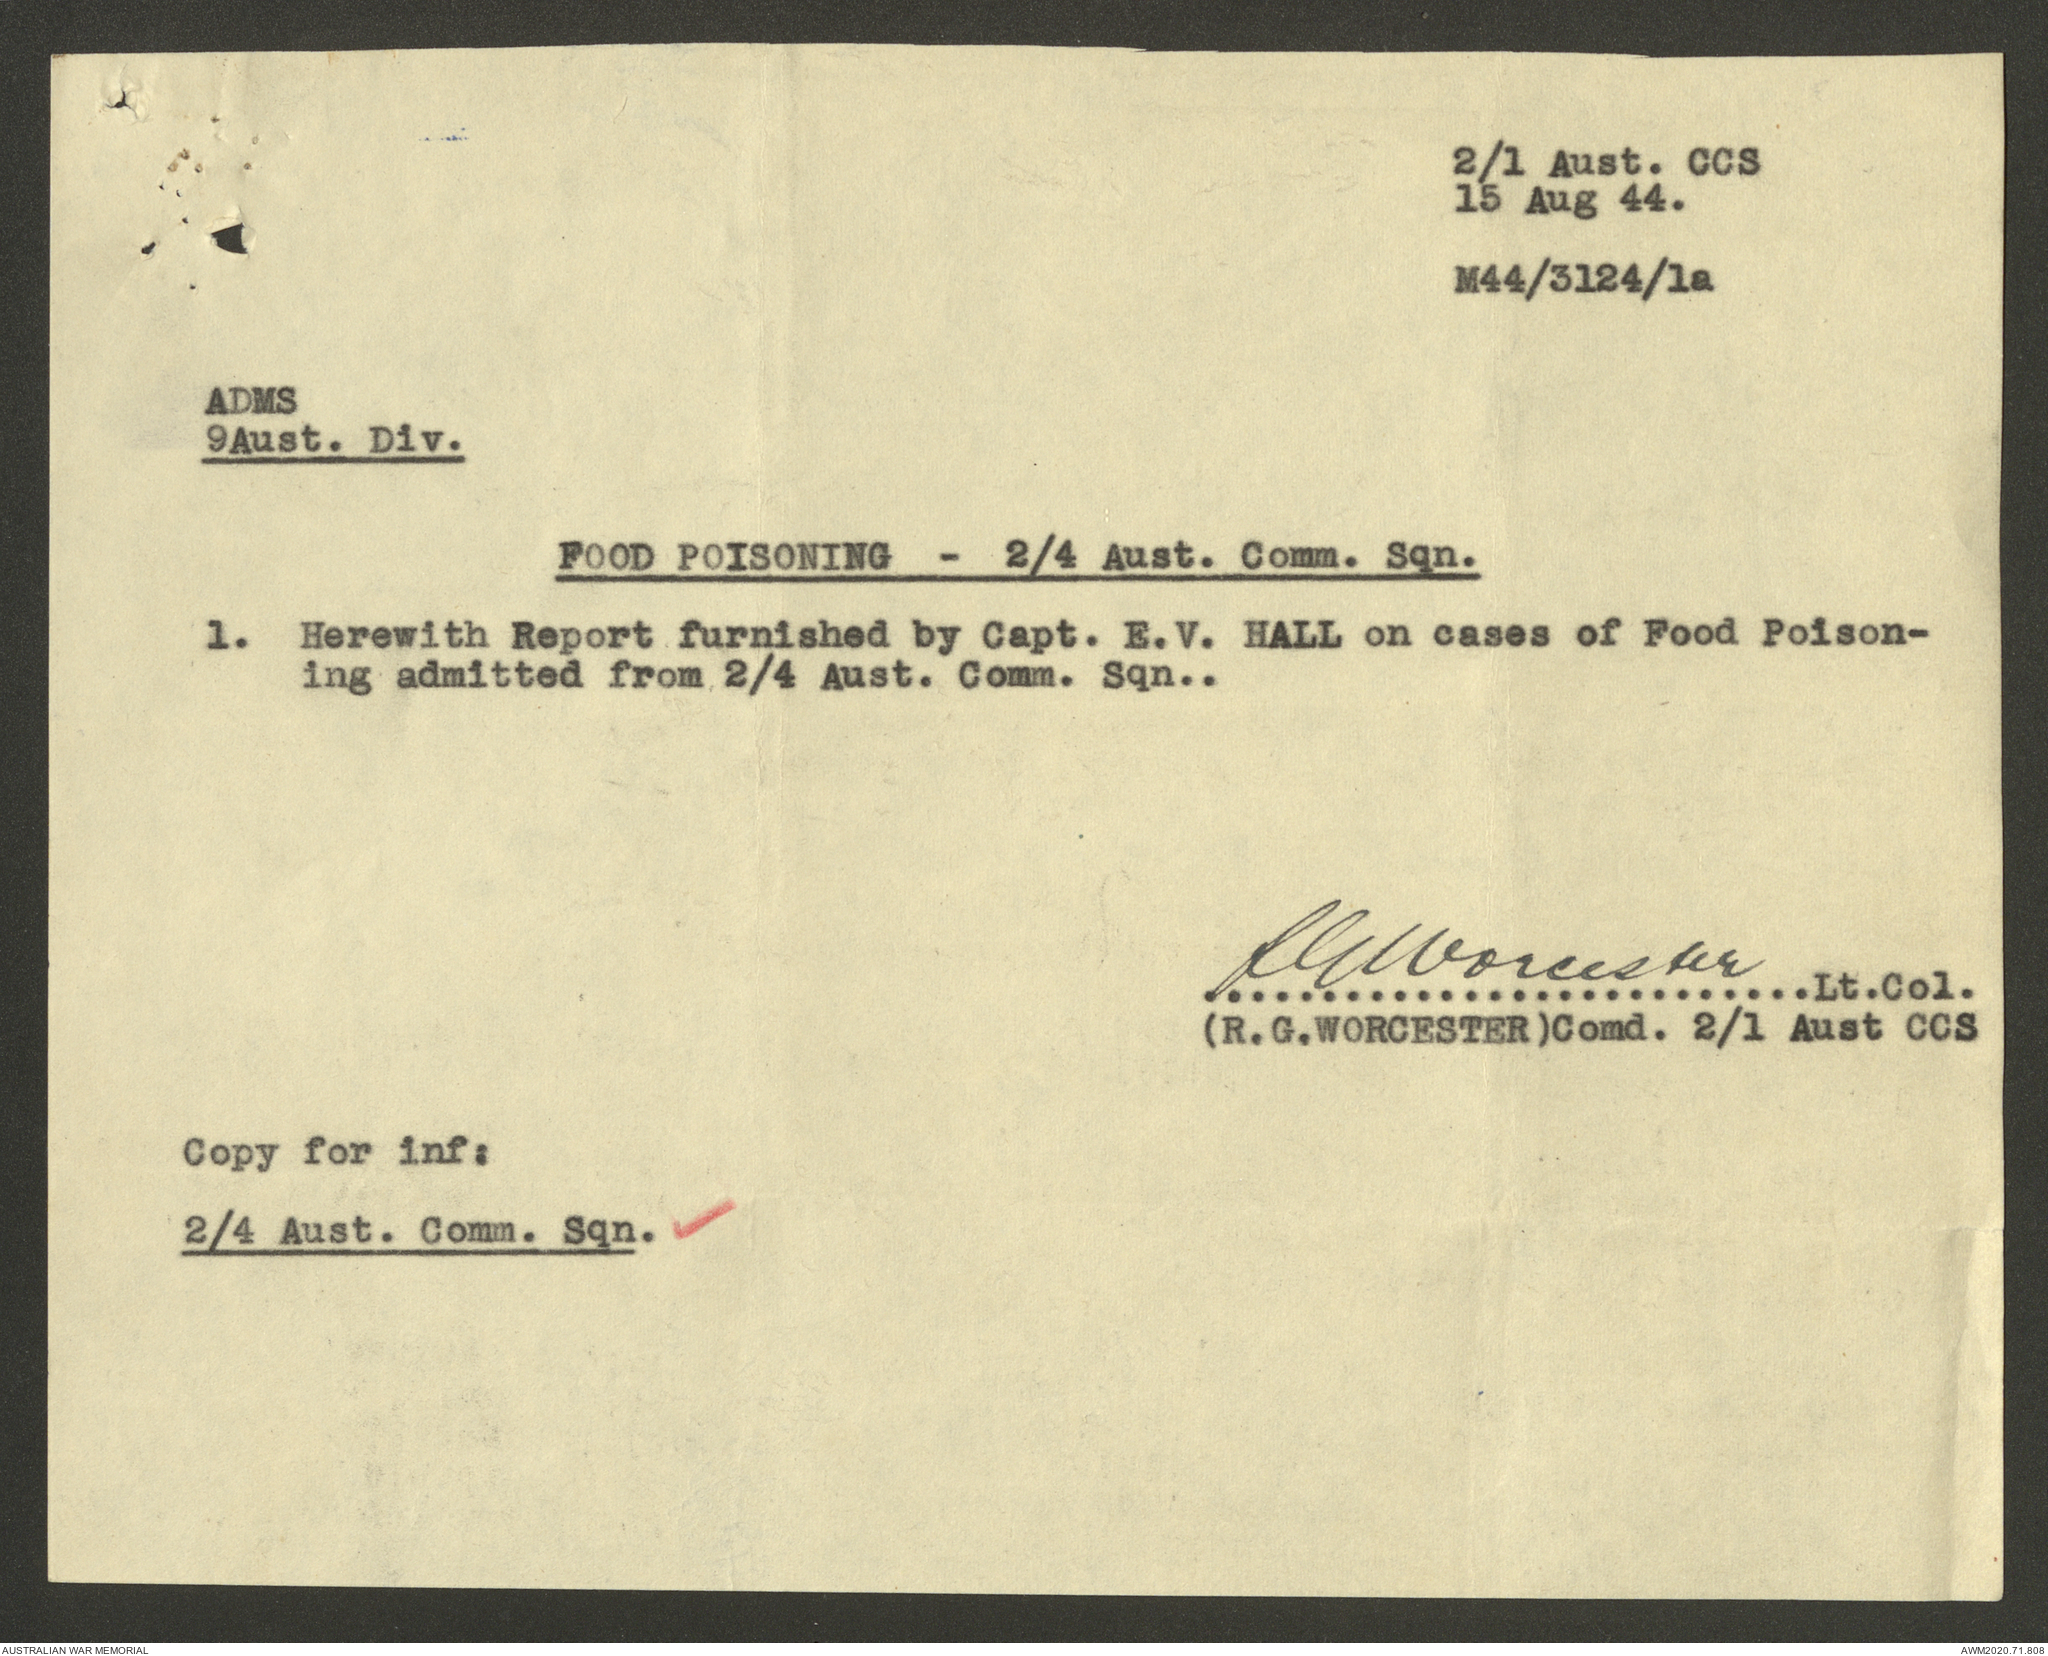 2/1 Aust. CCS
15 Aug 44.
M44/3124/1a
ADMS
9Aust. Div.
FOOD POISONING - 2/4 Aust. Comm. Sqn.
1. Herewith Report furnished by Capt. E.V. HALL on cases of Food Poison-
ing admitted from 2/4 Aust. Comm. Sqn..
RGWorcester
..........................Lt.Col.
(R.G.WORCESTER)Comd. 2/1 Aust CCS
Copy for inf:
2/4 Aust. Comm. Sqn.
AUSTRALIAN WAR MEMORIAL
AWM2020.71.808